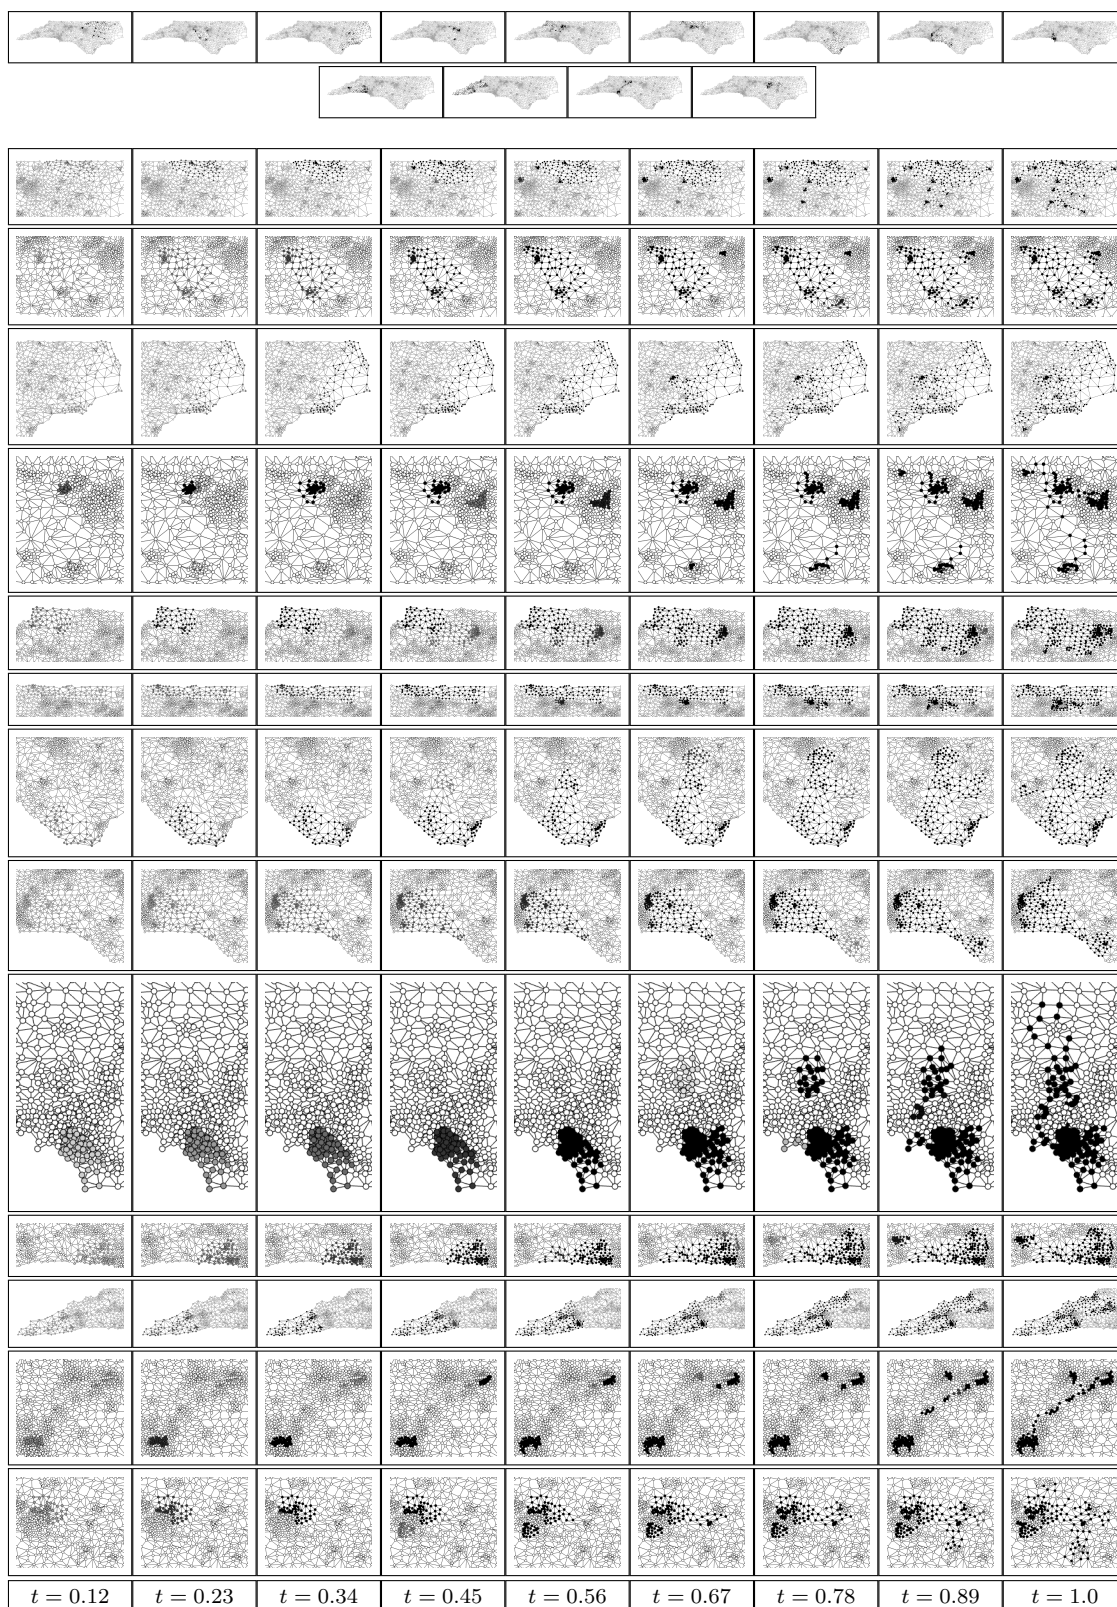 t = 0.12 t = 0.23 t = 0.34 t = 0.45 t = 0.56 t = 0.67 t = 0.78 t = 0.89 t = 1.0